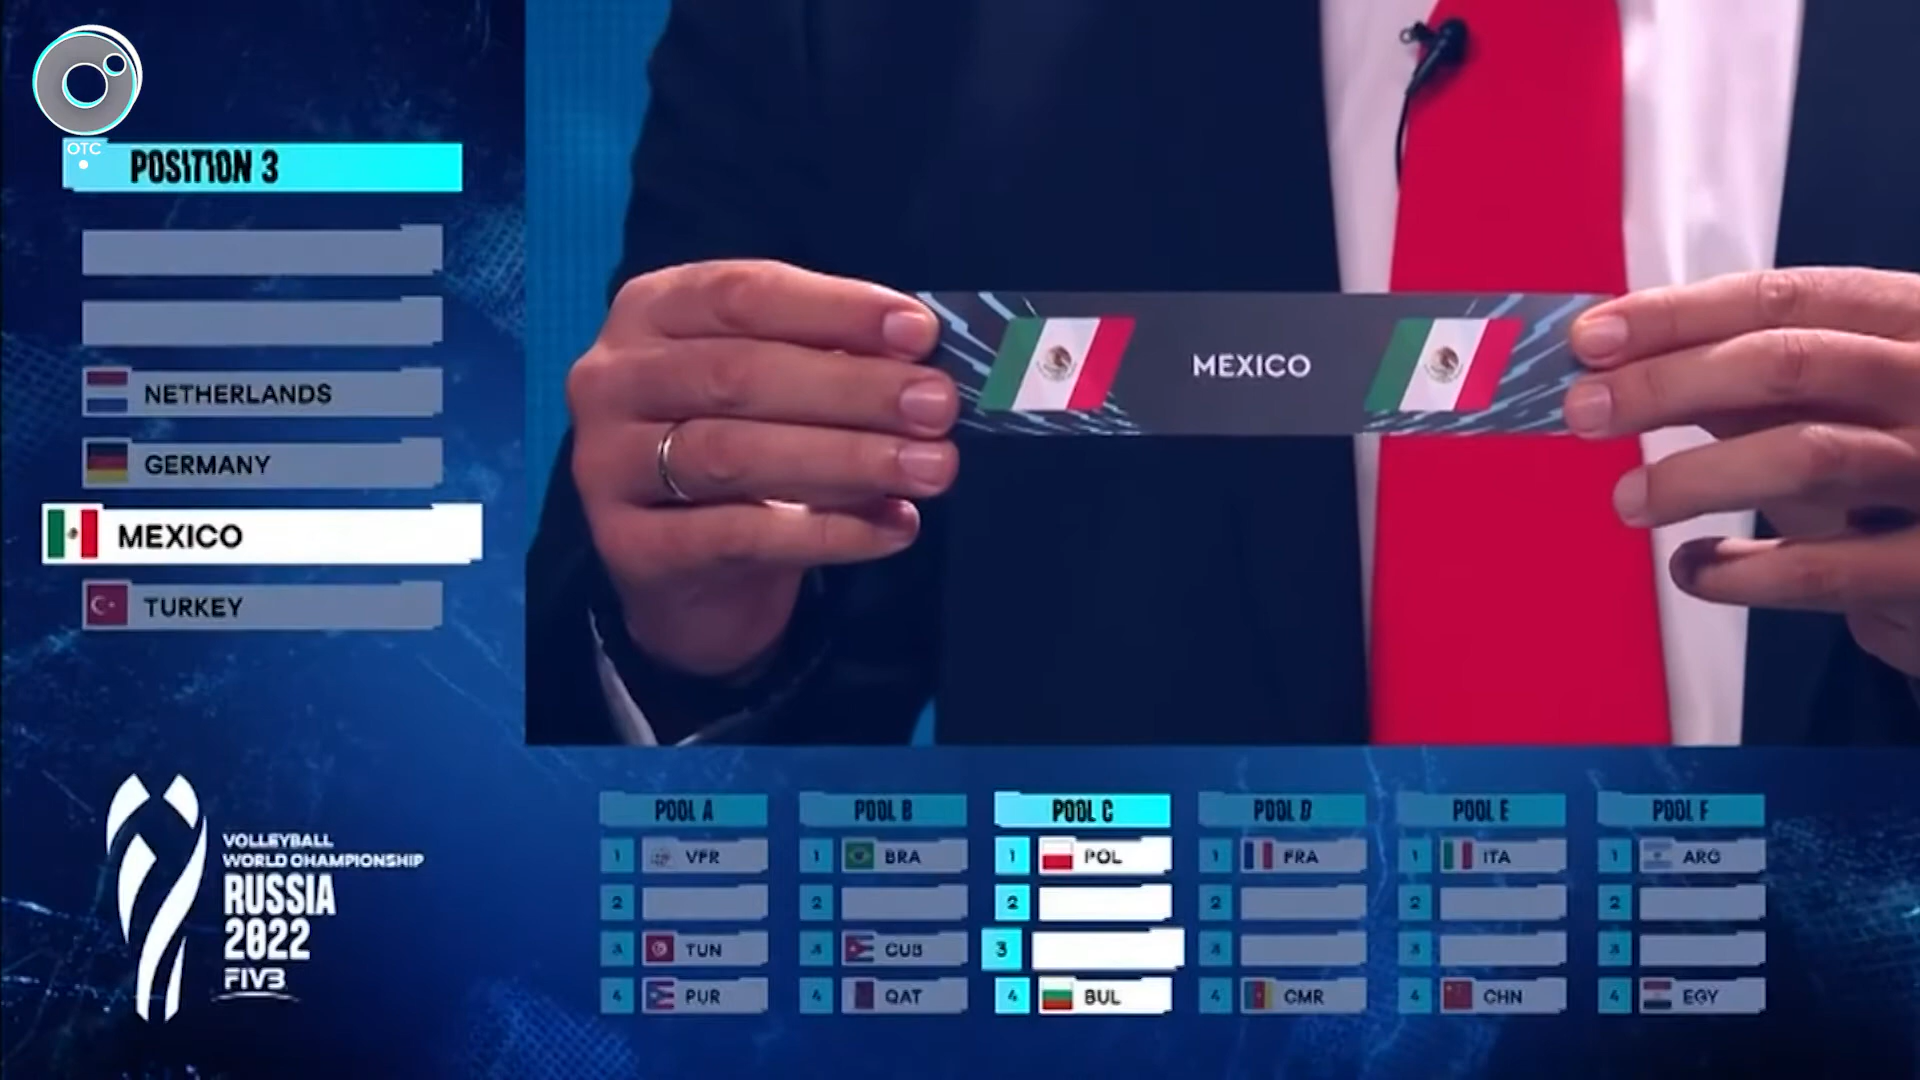 OTC
POSITION 3
NETHERLANDS
GERMANY
MEXICO
TURKEY
MEXICO
VOLLEYBALL
WORLD CHAMPIONSHIP
RUSSIA
2022
FIVB
POOL A
1 VFR
2
3 TUN
4 PUR
POOL B
1 BRA
2
3 CUB
4 QAT
POOL C
1 POL
2
3
4 BUL
POOL D
1 FRA
2
3
4 CMR
POOL E
1 ITA
2
3
4 CHN
POOL F
1 ARG
2
3
4 EGY